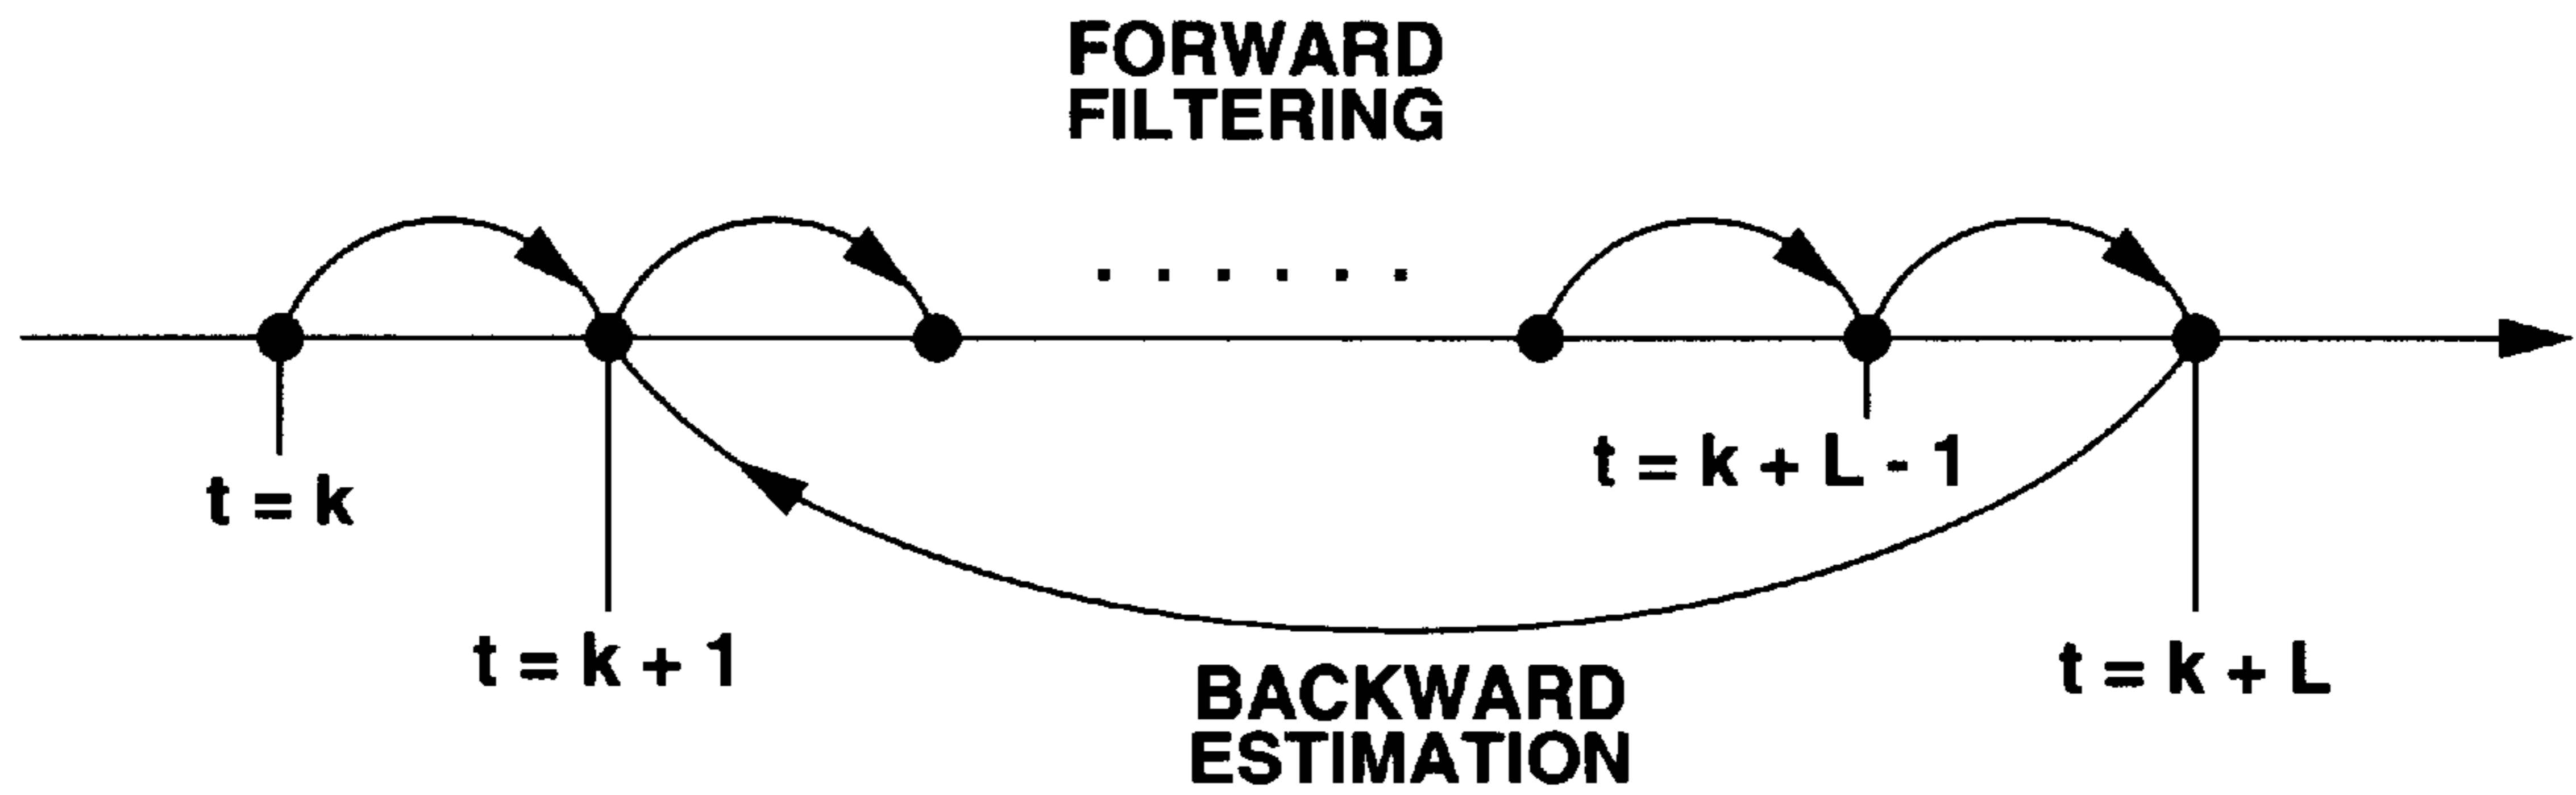 FORWARD
FILTERING
. . . . . .
t = k + L - 1
t = k
t = k + 1
t = k + L
BACKWARD
ESTIMATION